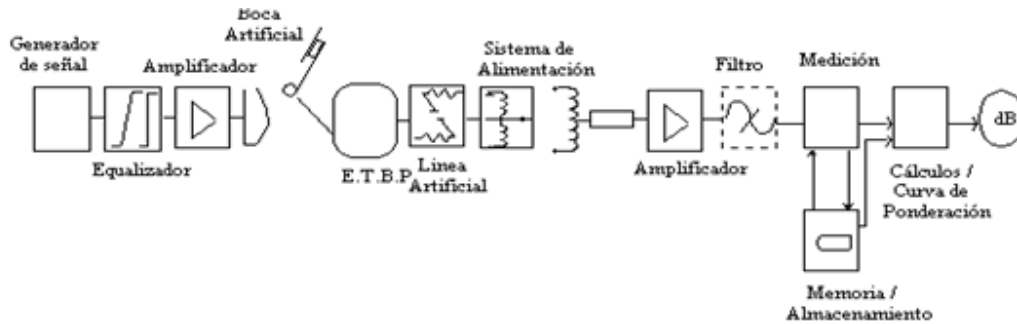 Boca
Artificial
Generador
de señal
Amplificador
Sistema de
Alimentación
Filtro
Medición
dB
Equalizador
E.T.B.P
Linea
Artificial
Amplificador
Cálculos /
Curva de
Ponderación
Memoria /
Almacenamiento